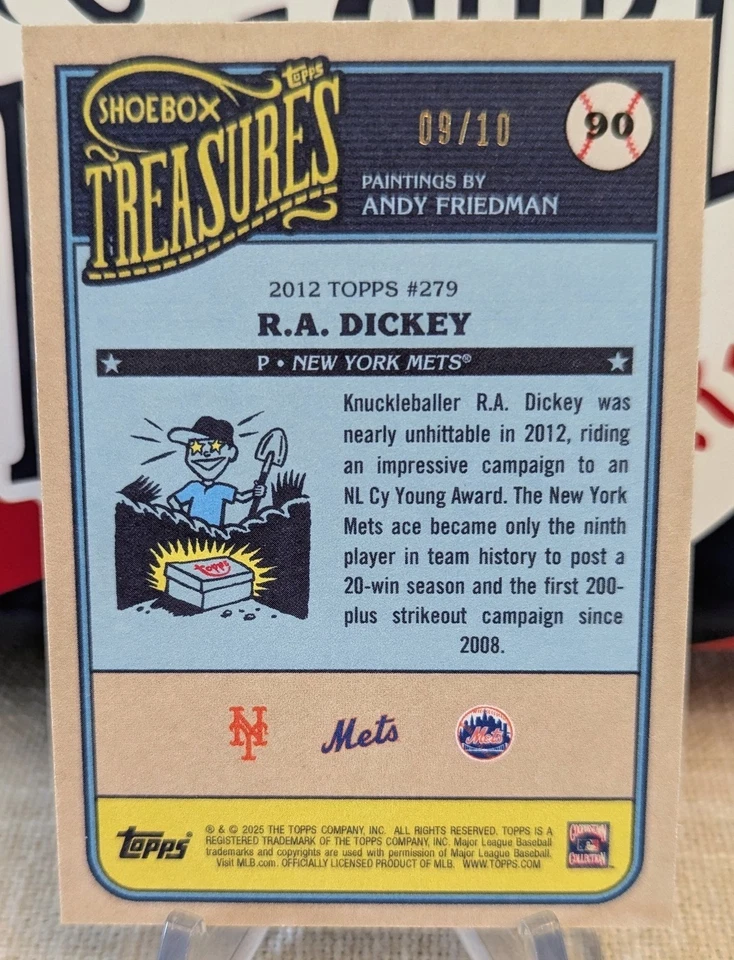 topps
SHOEBOX
TREASURES
09/10
90
PAINTINGS BY
ANDY FRIEDMAN
2012 TOPPS #279
R.A. DICKEY
P • NEW YORK METS®
Knuckleballer R.A. Dickey was
nearly unhittable in 2012, riding
an impressive campaign to an
NL Cy Young Award. The New York
Mets ace became only the ninth
player in team history to post a
20-win season and the first 200-
plus strikeout campaign since
2008.
topps
NY
Mets
Mets
topps
® & © 2025 THE TOPPS COMPANY, INC. ALL RIGHTS RESERVED. TOPPS IS A
REGISTERED TRADEMARK OF THE TOPPS COMPANY, INC. Major League Baseball
trademarks and copyrights are used with permission of Major League Baseball.
Visit MLB.com. OFFICIALLY LICENSED PRODUCT OF MLB. WWW.TOPPS.COM
COOPERSTOWN
COLLECTION